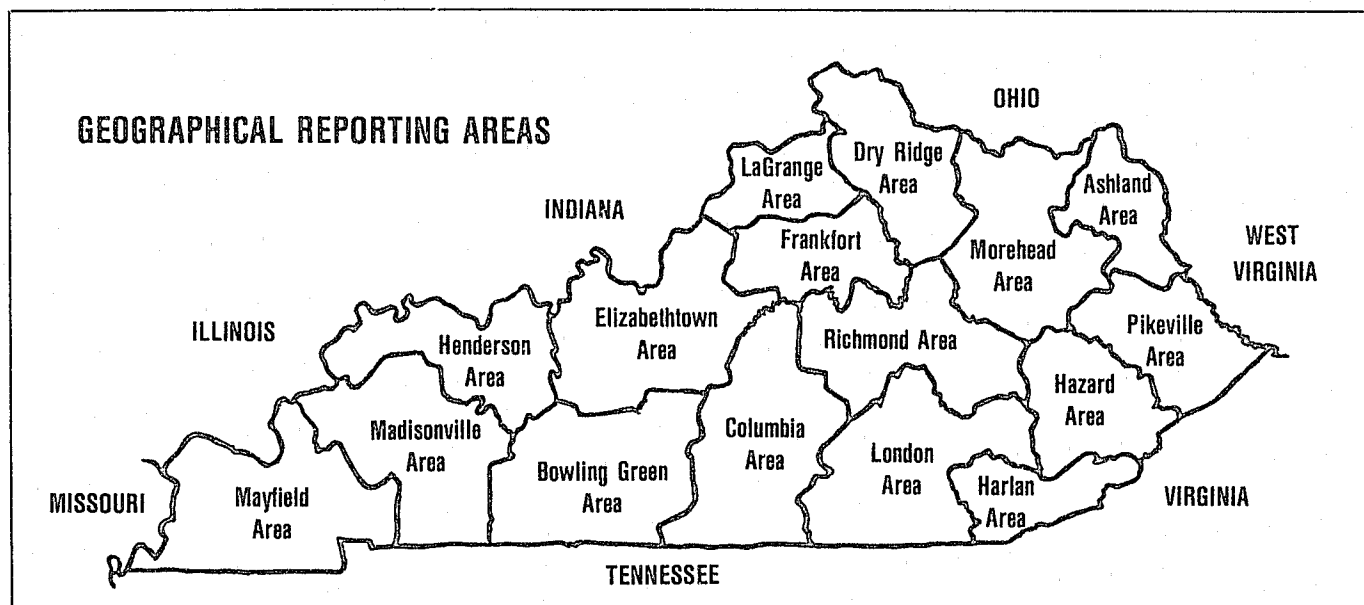 GEOGRAPHICAL REPORTING AREAS
OHIO
LaGrange
Area
Dry Ridge
Area
Ashland
Area
INDIANA
Frankfort
Area
Morehead
Area
WEST
VIRGINIA
ILLINOIS
Henderson
Area
Elizabethtown
Area
Richmond Area
Pikeville
Area
Hazard
Area
Madisonville
Area
Columbia
Area
London
Area
Bowling Green
Area
Harlan
Area
MISSOURI
Mayfield
Area
VIRGINIA
TENNESSEE